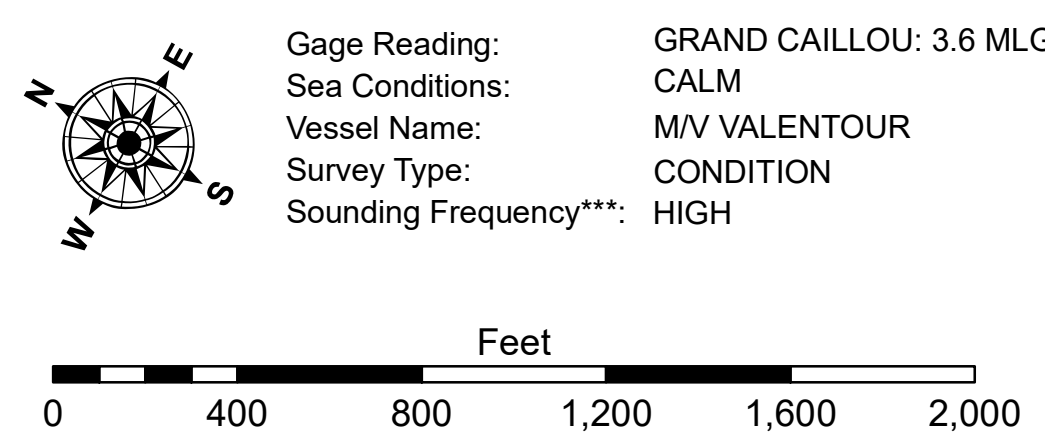 N
E
S
W
Gage Reading: GRAND CAILLOU: 3.6
Sea Conditions: CALM
Vessel Name: M/V VALENTOUR
Survey Type: CONDITION
Sounding Frequency***: HIGH
Feet
0 400 800 1,200 1,600 2,000